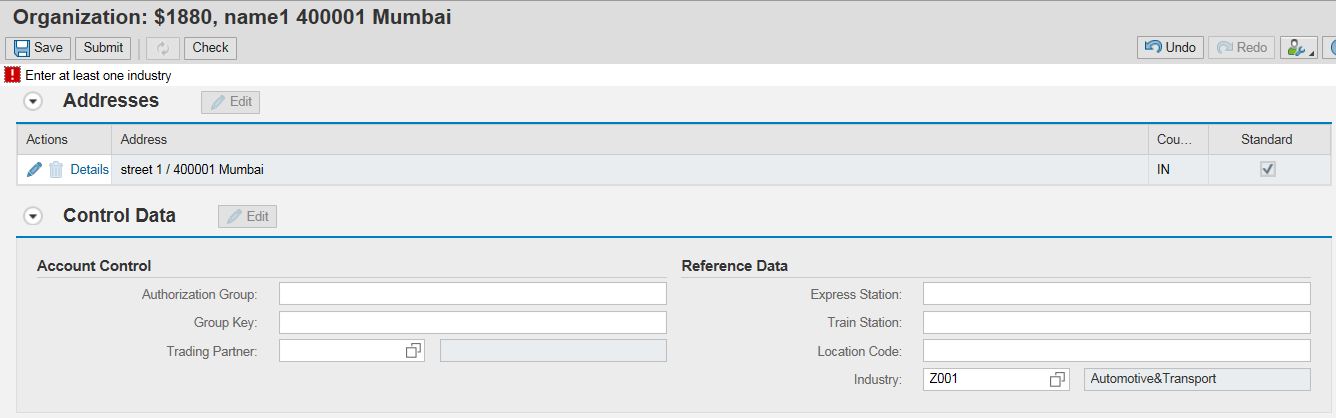 Organization: $1880, name1 400001 Mumbai
Save Submit Check Undo Redo
Enter at least one industry
Addresses Edit
Actions Address Cou... Standard
Details street 1 / 400001 Mumbai IN
Control Data Edit
Account Control Reference Data
Authorization Group: Express Station:
Group Key: Train Station:
Trading Partner: Location Code:
Industry: Z001 Automotive&Transport